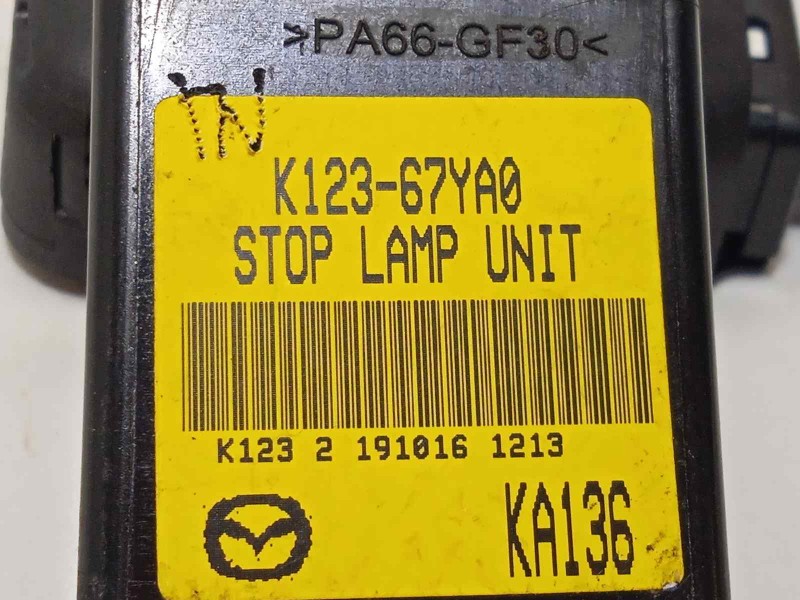 >PA66-GF30<
K123-67YA0
STOP LAMP UNIT
K123 2 191016 1213
KA136